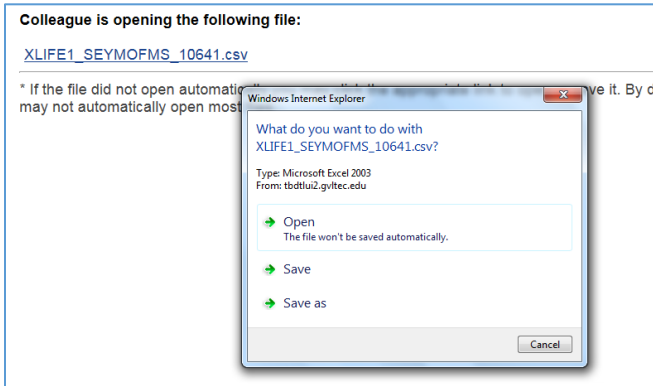 Colleague is opening the following file:
XLIFE1_SEYMOFMS_10641.csv
* If the file did not open automatic ve it. By d
may not automatically open most
Windows Internet Explorer
What do you want to do with
XLIFE1_SEYMOFMS_10641.csv?
Type: Microsoft Excel 2003
From: tbdtlui2.gvltec.edu
Open
The file won't be saved automatically.
Save
Save as
Cancel